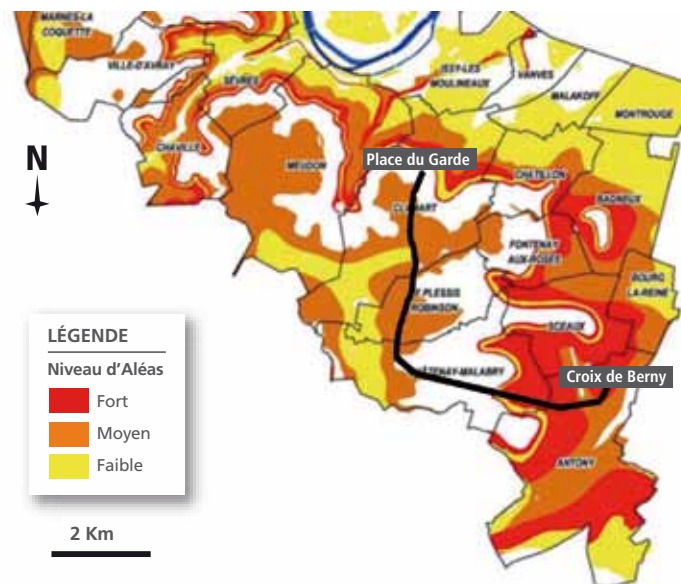 MARNES-LA
COQUETTE
VILLE-D'AVRAY
SÈVRES
ISSY-LES
MOULINEAUX
VANVES
MALAKOFF
MONTROUGE
CHAVILLE
MEUDON
Place du Garde
CHATILLON
BAGNEUX
N
CLAMART
FONTENAY
AUX-ROSES
BOURG
LA-REINE
E PLESSIS
ROBINSON
SCEAUX
LÉGENDE
Niveau d'Aléas
Fort
Moyen
Faible
ÂTENAY-MALABRY
Croix de Berny
ANTONY
2 Km